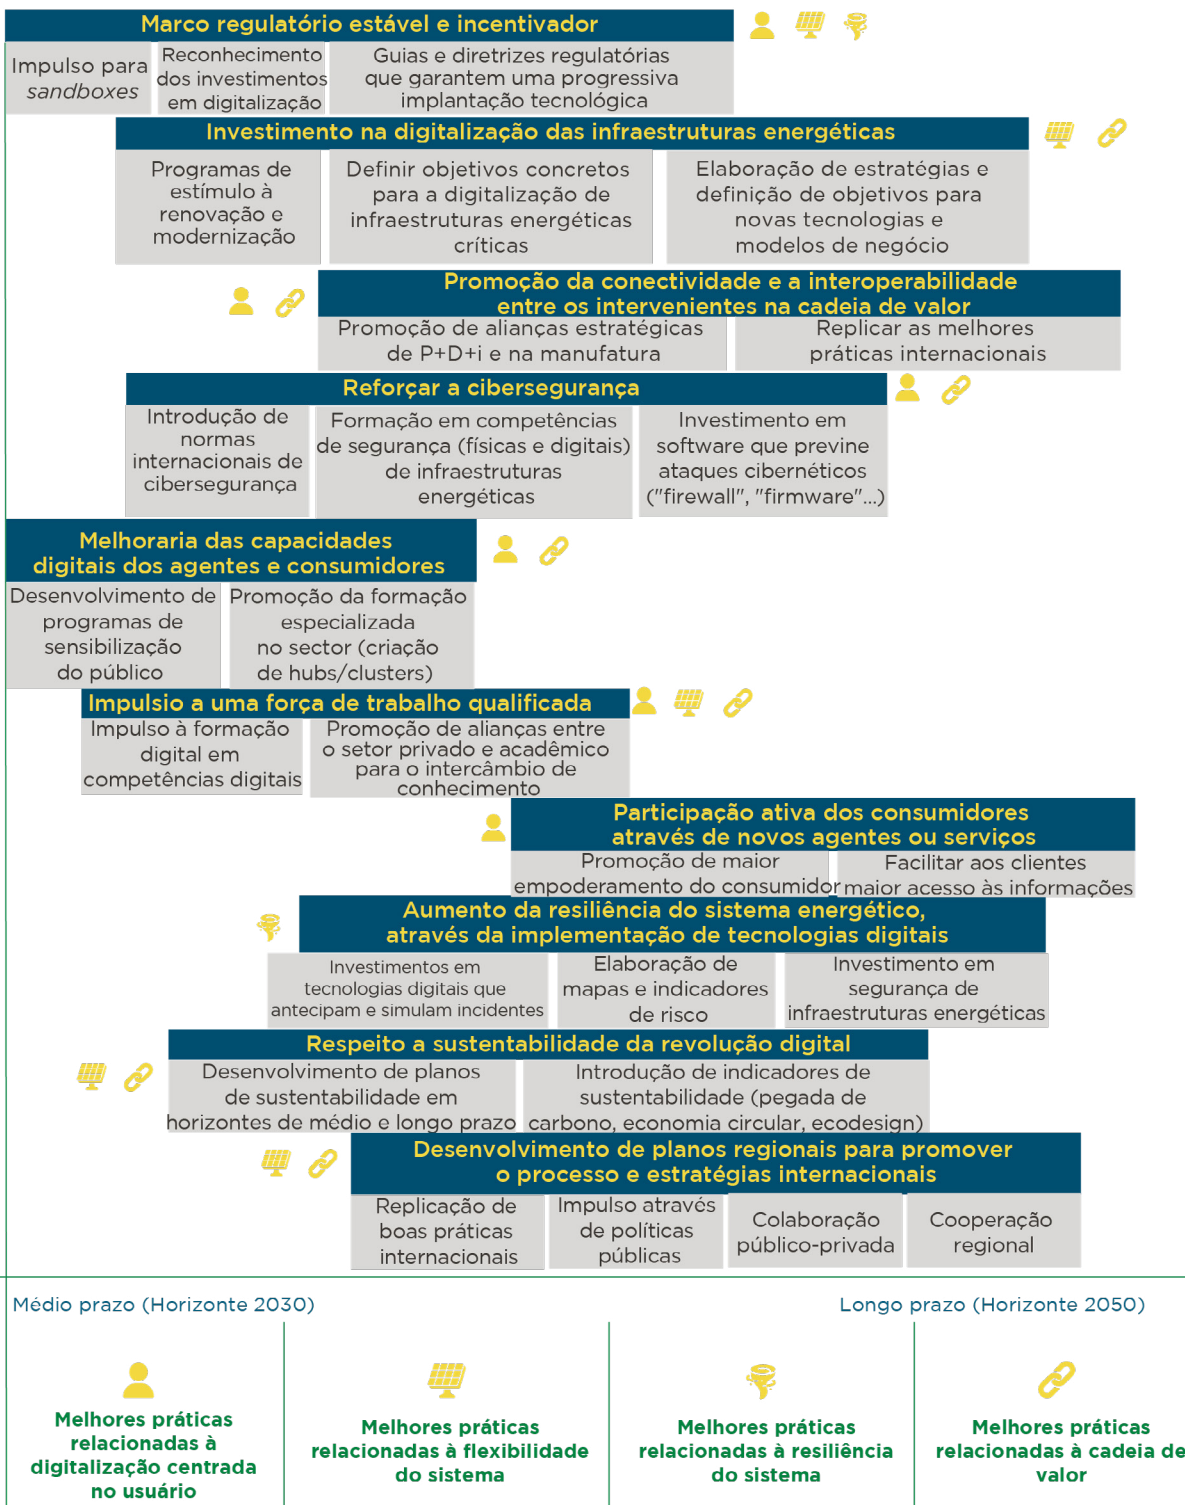 Marco regulatório estável e incentivador
Impulso para
sandboxes
Reconhecimento
dos investimentos
em digitalização
Guias e diretrizes regulatórias
que garantem uma progressiva
implantação tecnológica
Investimento na digitalização das infraestruturas energéticas
Programas de
estímulo à
renovação e
modernização
Definir objetivos concretos
para a digitalização de
infraestruturas energéticas
críticas
Elaboração de estratégias e
definição de objetivos para
novas tecnologias e
modelos de negócio
Promoção da conectividade e a interoperabilidade
entre os intervenientes na cadeia de valor
Promoção de alianças estratégicas
de P+D+i e na manufatura
Replicar as melhores
práticas internacionais
Reforçar a cibersegurança
Introdução de
normas
internacionais de
cibersegurança
Formação em competências
de segurança (físicas e digitais)
de infraestruturas
energéticas
Investimento em
software que previne
ataques cibernéticos
("firewall", "firmware"...)
Melhoraria das capacidades
digitais dos agentes e consumidores
Desenvolvimento de
programas de
sensibilização
do público
Promoção da formação
especializada
no sector (criação
de hubs/clusters)
Impulsio a uma força de trabalho qualificada
Impulso à formação
digital em
competências digitais
Promoção de alianças entre
o setor privado e acadêmico
para o intercâmbio de
conhecimento
Participação ativa dos consumidores
através de novos agentes ou serviços
Promoção de maior
empoderamento do consumidor
Facilitar aos clientes
maior acesso às informações
Aumento da resiliência do sistema energético,
através da implementação de tecnologias digitais
Investimentos em
tecnologias digitais que
antecipam e simulam incidentes
Elaboração de
mapas e indicadores
de risco
Investimento em
segurança de
infraestruturas energéticas
Respeito a sustentabilidade da revolução digital
Desenvolvimento de planos
de sustentabilidade em
horizontes de médio e longo prazo
Introdução de indicadores de
sustentabilidade (pegada de
carbono, economia circular, ecodesign)
Desenvolvimento de planos regionais para promover
o processo e estratégias internacionais
Replicação de
boas práticas
internacionais
Impulso através
de políticas
públicas
Colaboração
público-privada
Cooperação
regional
Médio prazo (Horizonte 2030)
Longo prazo (Horizonte 2050)
Melhores práticas
relacionadas à
digitalização centrada
no usuário
Melhores práticas
relacionadas à flexibilidade
do sistema
Melhores práticas
relacionadas à resiliência
do sistema
Melhores práticas
relacionadas à cadeia de
valor